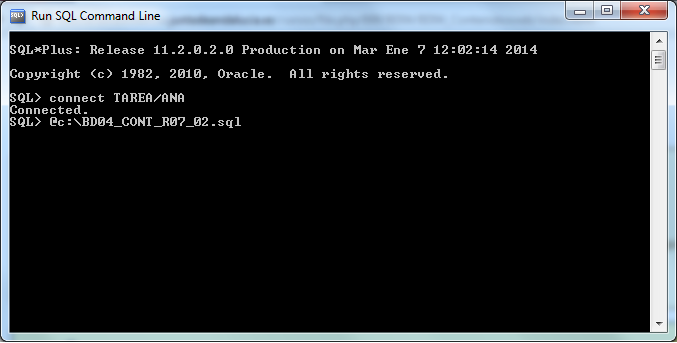 Run SQL Command Line
SQL*Plus: Release 11.2.0.2.0 Production on Mar Ene 7 12:02:14 2014
Copyright (c) 1982, 2010, Oracle.  All rights reserved.
SQL> connect TAREA/ANA
Connected.
SQL> @c:\BD04_CONT_R07_02.sql